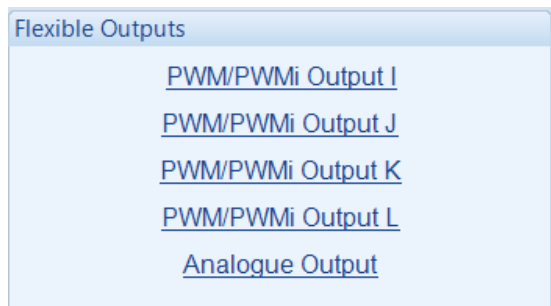 Flexible Outputs
PWM/PWMi Output I
PWM/PWMi Output J
PWM/PWMi Output K
PWM/PWMi Output L
Analogue Output